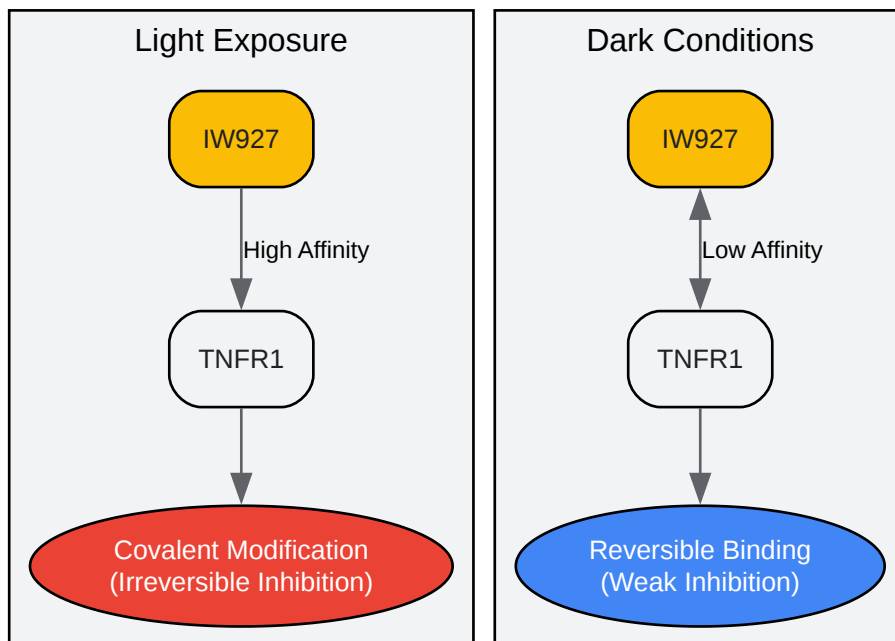 Light Exposure
IW927
High Affinity
TNFR1
Covalent Modification
(Irreversible Inhibition)
Dark Conditions
IW927
Low Affinity
TNFR1
Reversible Binding
(Weak Inhibition)